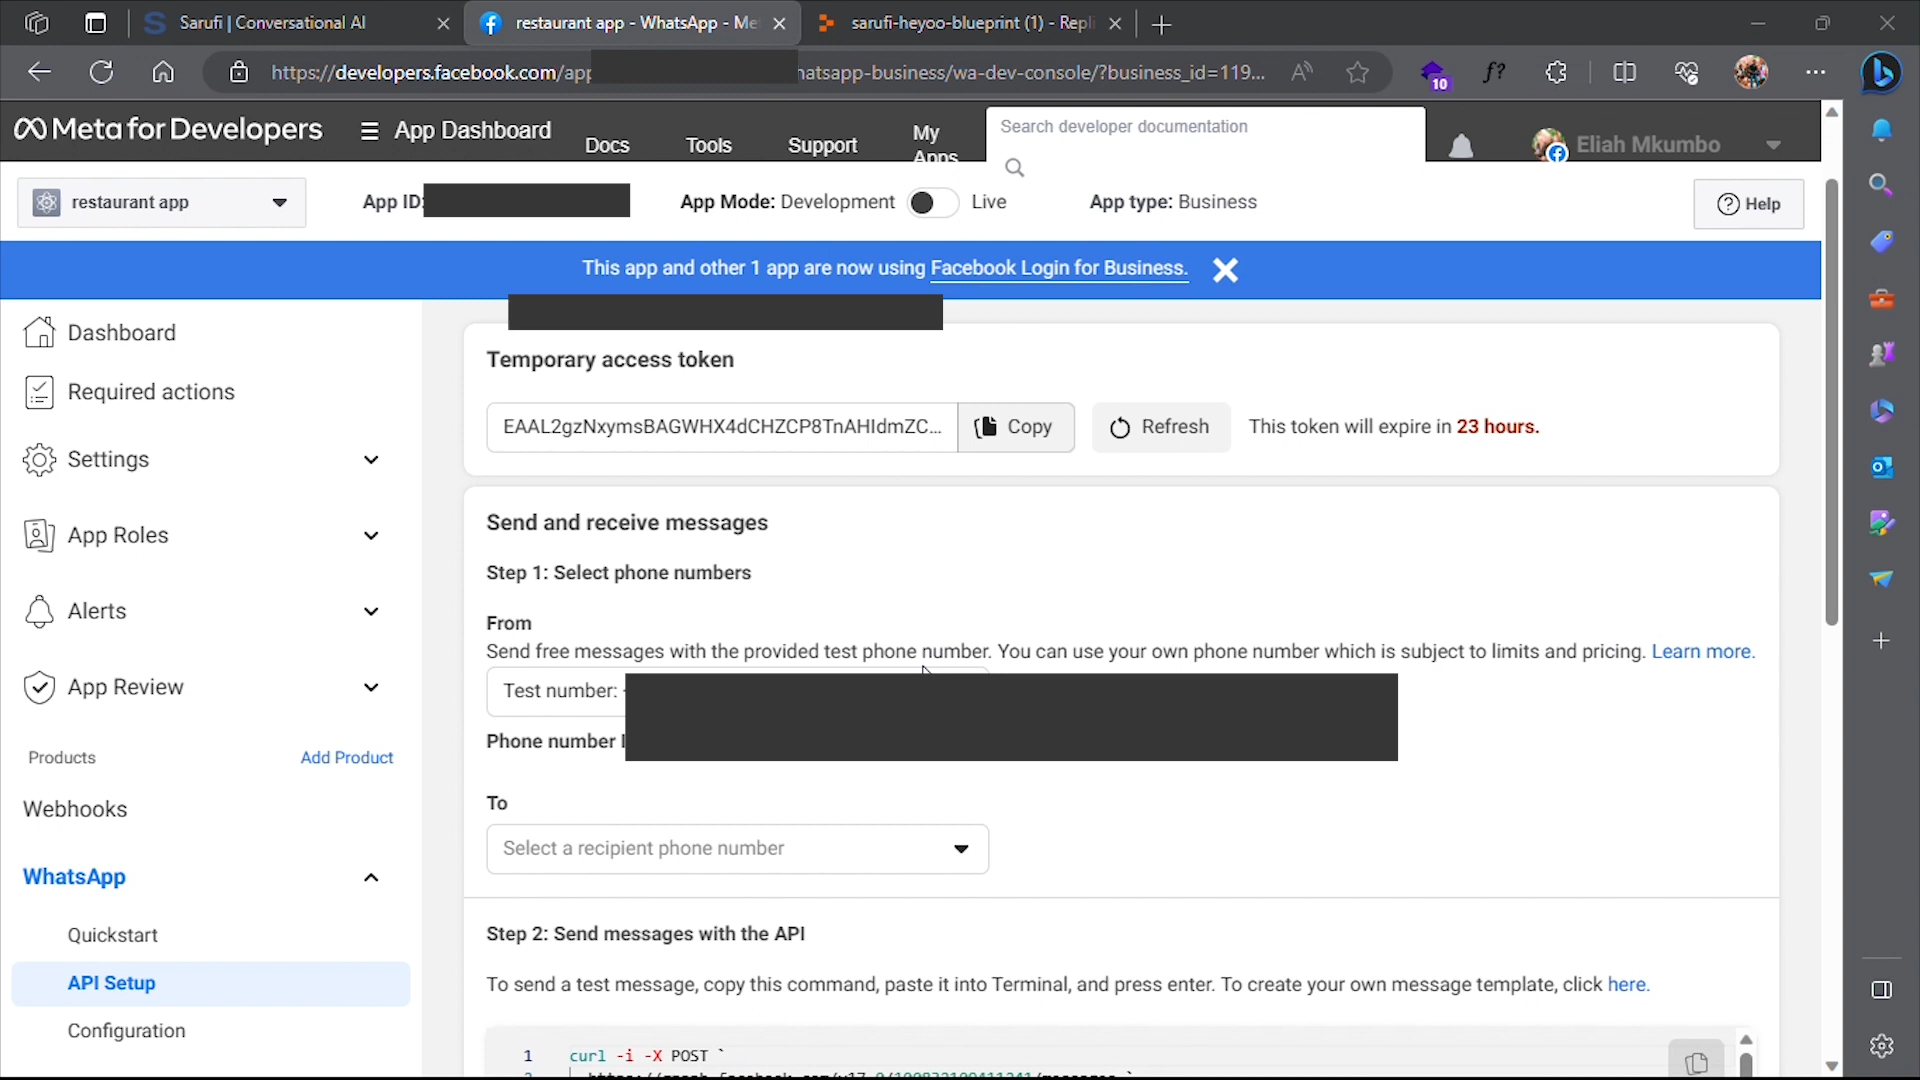 Sarufi | Conversational AI
restaurant app - WhatsApp - Me
sarufi-heyoo-blueprint (1) - Repli
https://developers.facebook.com/app
hatsapp-business/wa-dev-console/?business_id=119...
10
Meta for Developers
App Dashboard
Docs
Tools
Support
My Apps
Search developer documentation
Eliah Mkumbo
restaurant app
App ID:
App Mode: Development
Live
App type: Business
Help
This app and other 1 app are now using Facebook Login for Business.
Dashboard
Required actions
Settings
App Roles
Alerts
App Review
Products
Add Product
Webhooks
WhatsApp
Quickstart
API Setup
Configuration
Temporary access token
EAAL2gzNxymsBAGWHX4dCHZCP8TnAHIdmZC...
Copy
Refresh
This token will expire in 23 hours.
Send and receive messages
Step 1: Select phone numbers
From
Send free messages with the provided test phone number. You can use your own phone number which is subject to limits and pricing. Learn more.
Test number:
Phone number
To
Select a recipient phone number
Step 2: Send messages with the API
To send a test message, copy this command, paste it into Terminal, and press enter. To create your own message template, click here.
1 curl -i -X POST `